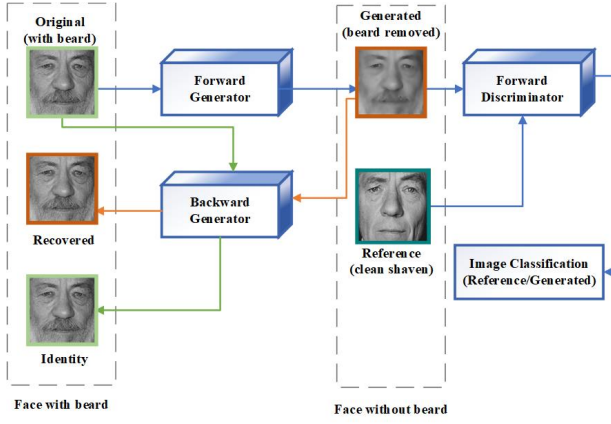 Original
(with beard)
Generated
(beard removed)
Forward
Generator
Forward
Discriminator
Backward
Generator
Recovered
Reference
(clean shaven)
Image Classification
(Reference/Generated)
Identity
Face with beard
Face without beard